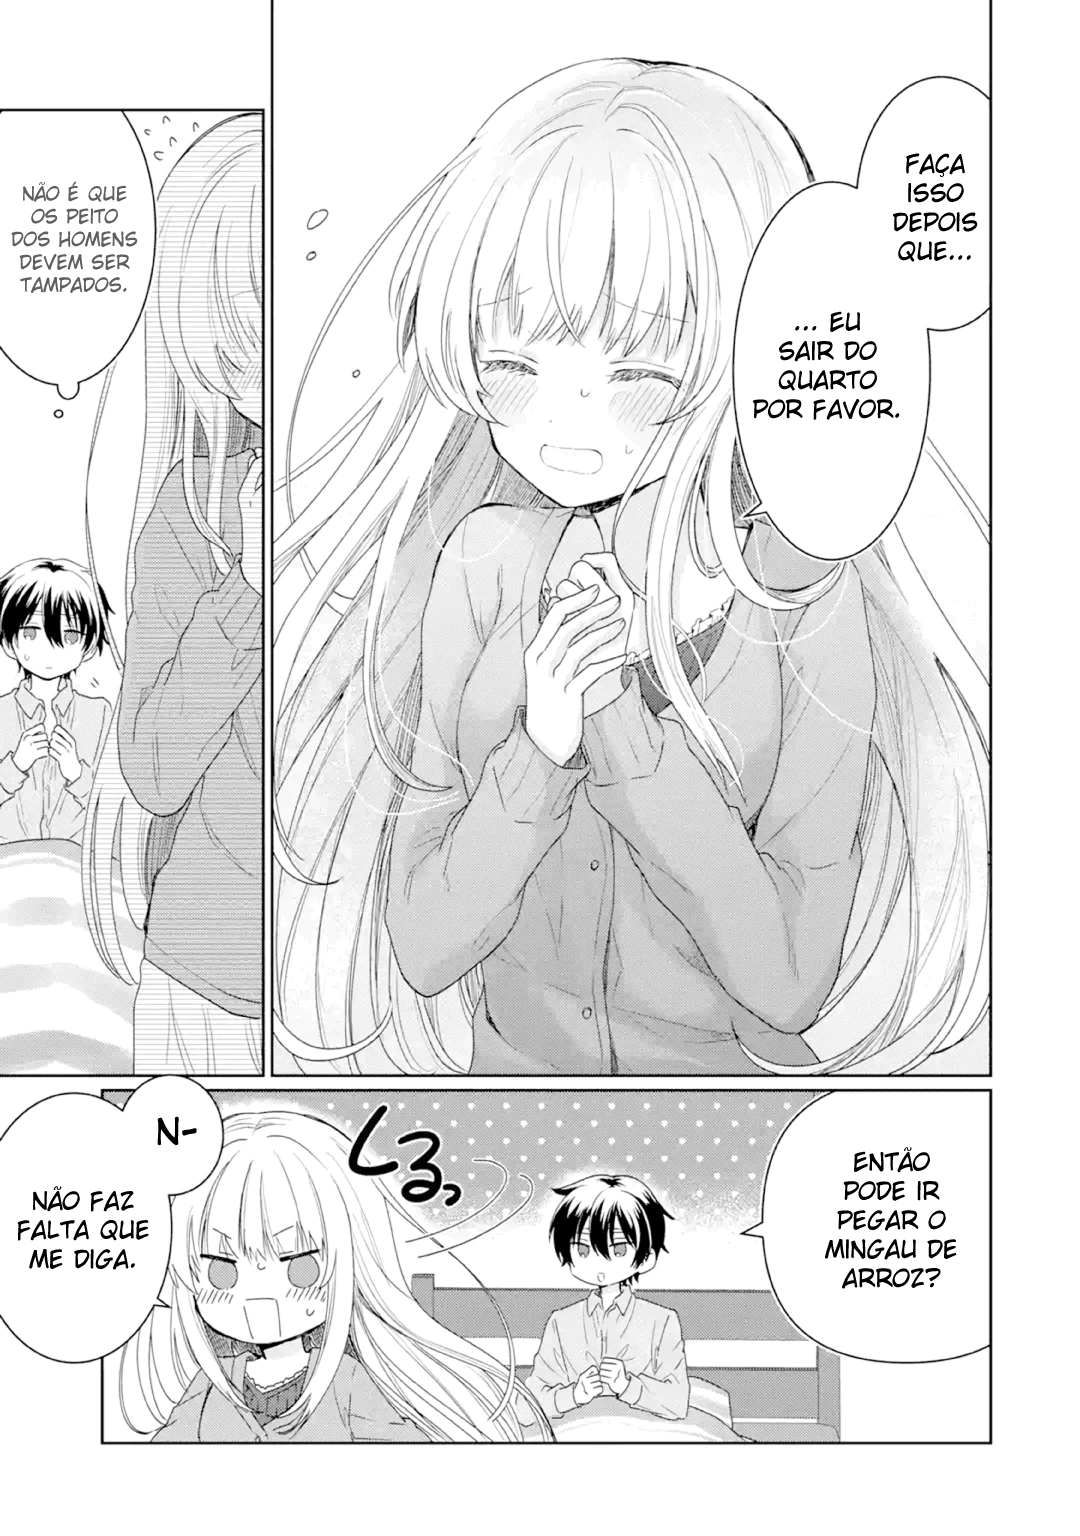 FAÇA
ISSO
DEPOIS
QUE...
... EU
SAIR DO
QUARTO
POR FAVOR.
NÃO É QUE
OS PEITO
DOS HOMENS
DEVEM SER
TAMPADOS.
ENTÃO
PODE IR
PEGAR O
MINGAU DE
ARROZ?
くるっ
N-
NÃO FAZ
FALTA QUE
ME DIGA.